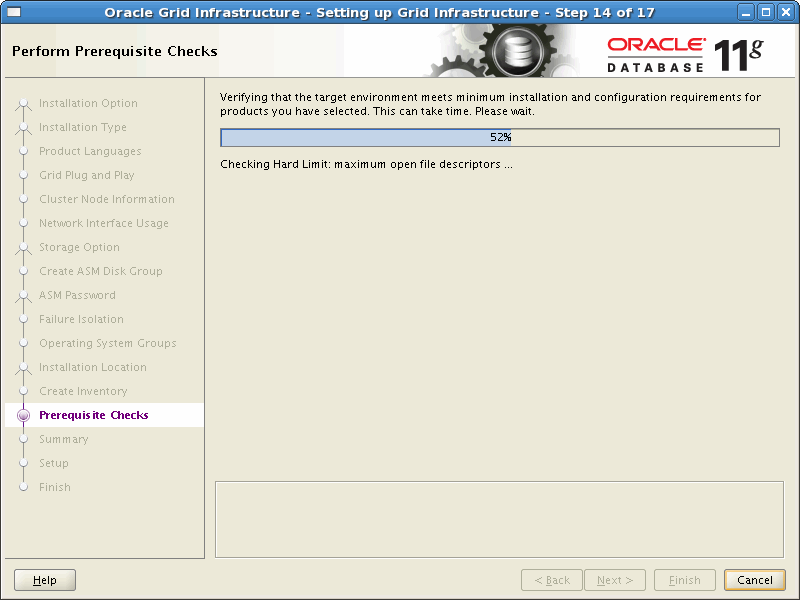 Oracle Grid Infrastructure - Setting up Grid Infrastructure - Step 14 of 17
Perform Prerequisite Checks
ORACLE
DATABASE
11g
Installation Option
Installation Type
Product Languages
Grid Plug and Play
Cluster Node Information
Network Interface Usage
Storage Option
Create ASM Disk Group
ASM Password
Failure Isolation
Operating System Groups
Installation Location
Create Inventory
Prerequisite Checks
Summary
Setup
Finish
Verifying that the target environment meets minimum installation and configuration requirements for
products you have selected. This can take time. Please wait.
52%
Checking Hard Limit: maximum open file descriptors ...
Help
< Back
Next >
Finish
Cancel